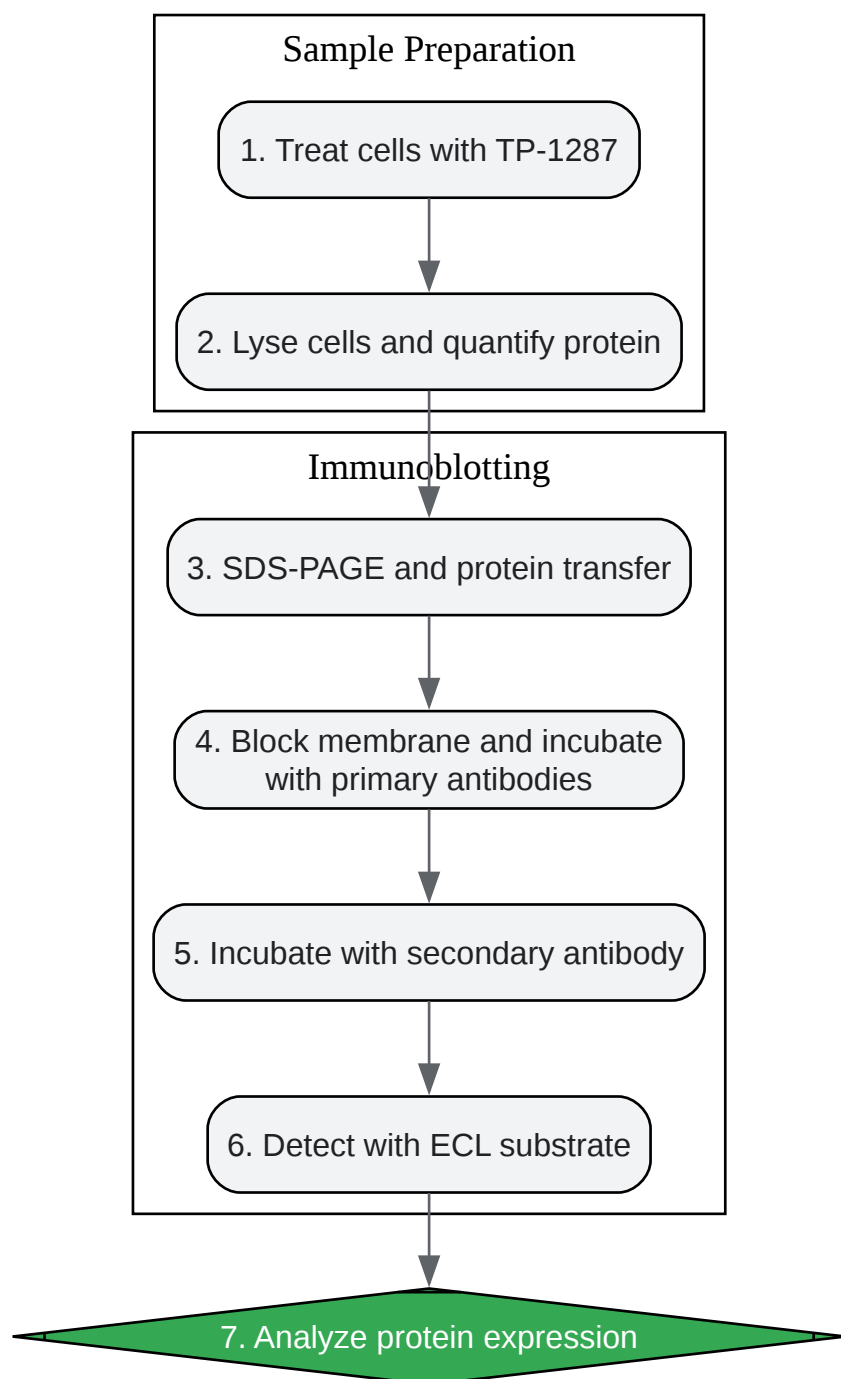 Sample Preparation
1. Treat cells with TP-1287
2. Lyse cells and quantify protein
Immunoblotting
3. SDS-PAGE and protein transfer
4. Block membrane and incubate
with primary antibodies
5. Incubate with secondary antibody
6. Detect with ECL substrate
7. Analyze protein expression